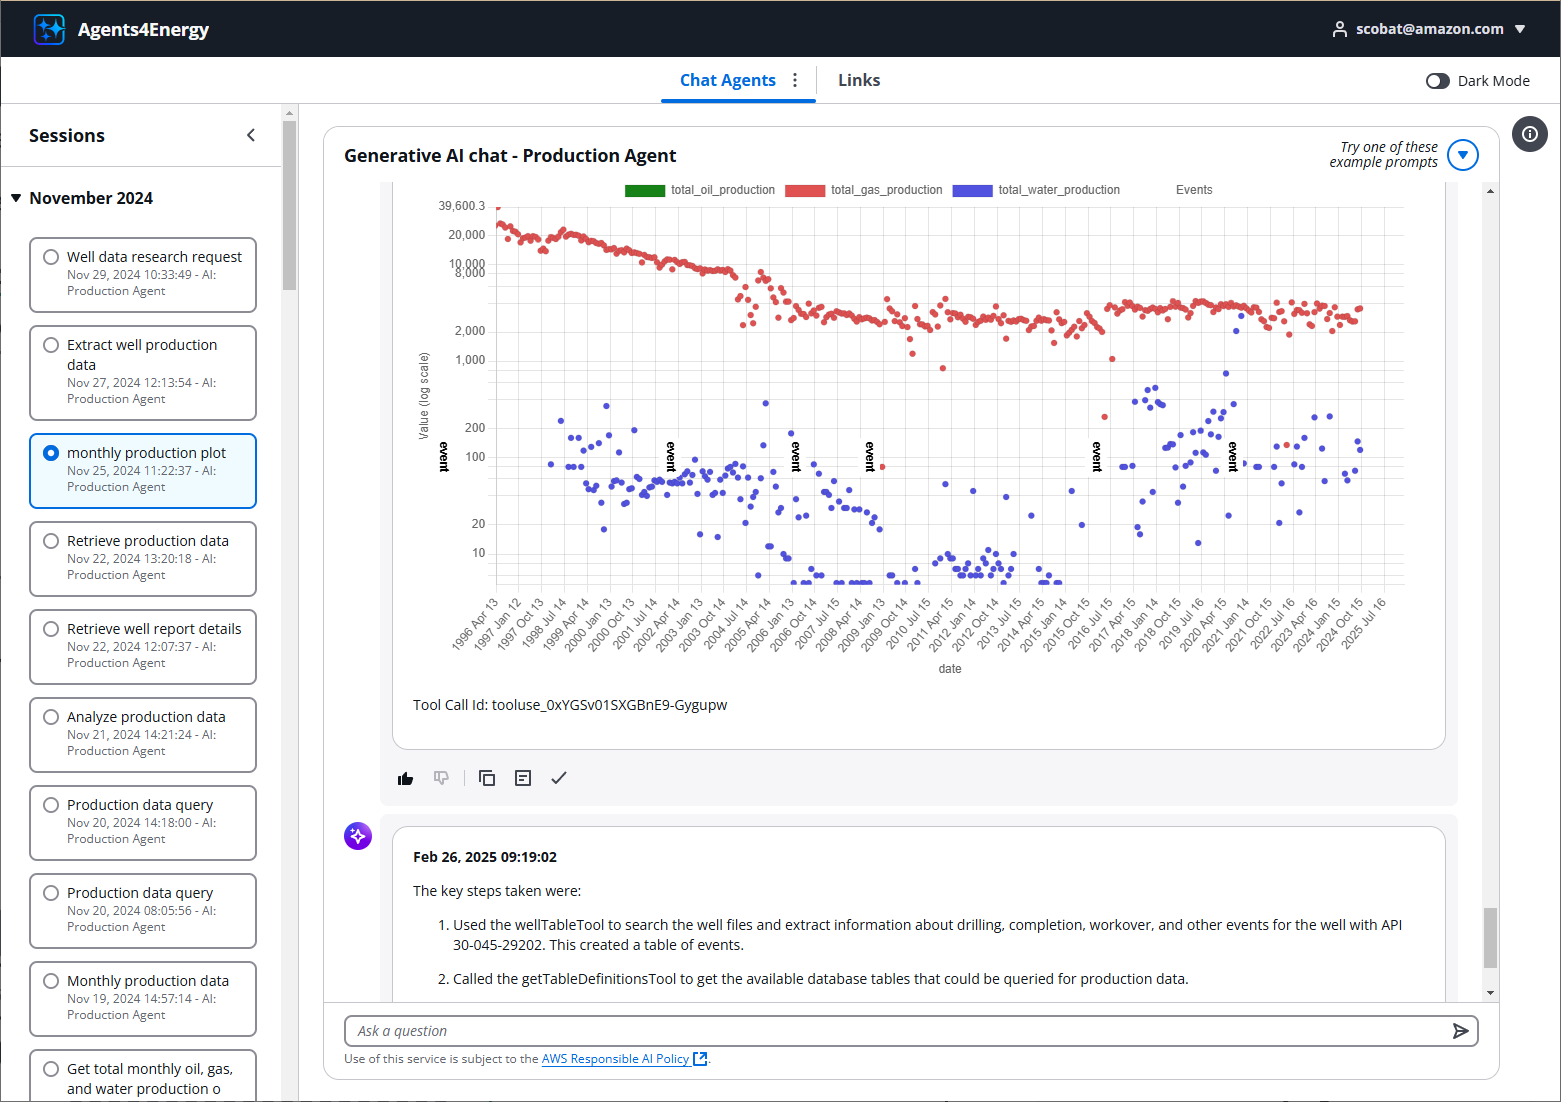 Agents4Energy
scobat@amazon.com
Chat Agents
Links
Dark Mode
Sessions
November 2024
Well data research request
Nov 29, 2024 10:33:49 - AI:
Production Agent
Extract well production
data
Nov 27, 2024 12:13:54 - AI:
Production Agent
monthly production plot
Nov 25, 2024 11:22:37 - AI:
Production Agent
Retrieve production data
Nov 22, 2024 13:20:18 - AI:
Production Agent
Retrieve well report details
Nov 22, 2024 12:07:37 - AI:
Production Agent
Analyze production data
Nov 21, 2024 14:21:24 - AI:
Production Agent
Production data query
Nov 20, 2024 14:18:00 - AI:
Production Agent
Production data query
Nov 20, 2024 08:05:56 - AI:
Production Agent
Monthly production data
Nov 19, 2024 14:57:14 - AI:
Production Agent
Get total monthly oil, gas,
and water production o
Generative AI chat - Production Agent
Try one of these
example prompts
total_oil_production
total_gas_production
total_water_production
Events
39,600.3
20,000
10,000
8,000
2,000
1,000
200
100
20
10
Value (log scale)
event
event
event
event
event
event
1996 Apr 13
1997 Jan 12
1997 Oct 13
1998 Jul 14
1999 Apr 14
2000 Jan 13
2000 Oct 13
2001 Jul 14
2002 Apr 14
2003 Jan 13
2003 Oct 14
2004 Jul 14
2005 Apr 14
2006 Jan 13
2006 Oct 14
2007 Jul 15
2008 Apr 14
2009 Jan 13
2009 Oct 14
2010 Jul 15
2011 Apr 15
2012 Jan 14
2012 Oct 14
2013 Jul 15
2014 Apr 15
2015 Jan 14
2015 Oct 15
2016 Jul 15
2017 Apr 15
2018 Jan 14
2018 Oct 15
2019 Jul 16
2020 Apr 15
2021 Jan 14
2021 Oct 15
2022 Jul 16
2023 Apr 16
2024 Jan 15
2024 Oct 15
2025 Jul 16
date
Tool Call Id: tooluse_0xYGSv01SXGBnE9-Gygupw
Feb 26, 2025 09:19:02
The key steps taken were:
1. Used the wellTableTool to search the well files and extract information about drilling, completion, workover, and other events for the well with API
30-045-29202. This created a table of events.
2. Called the getTableDefinitionsTool to get the available database tables that could be queried for production data.
Ask a question
Use of this service is subject to the AWS Responsible AI Policy.